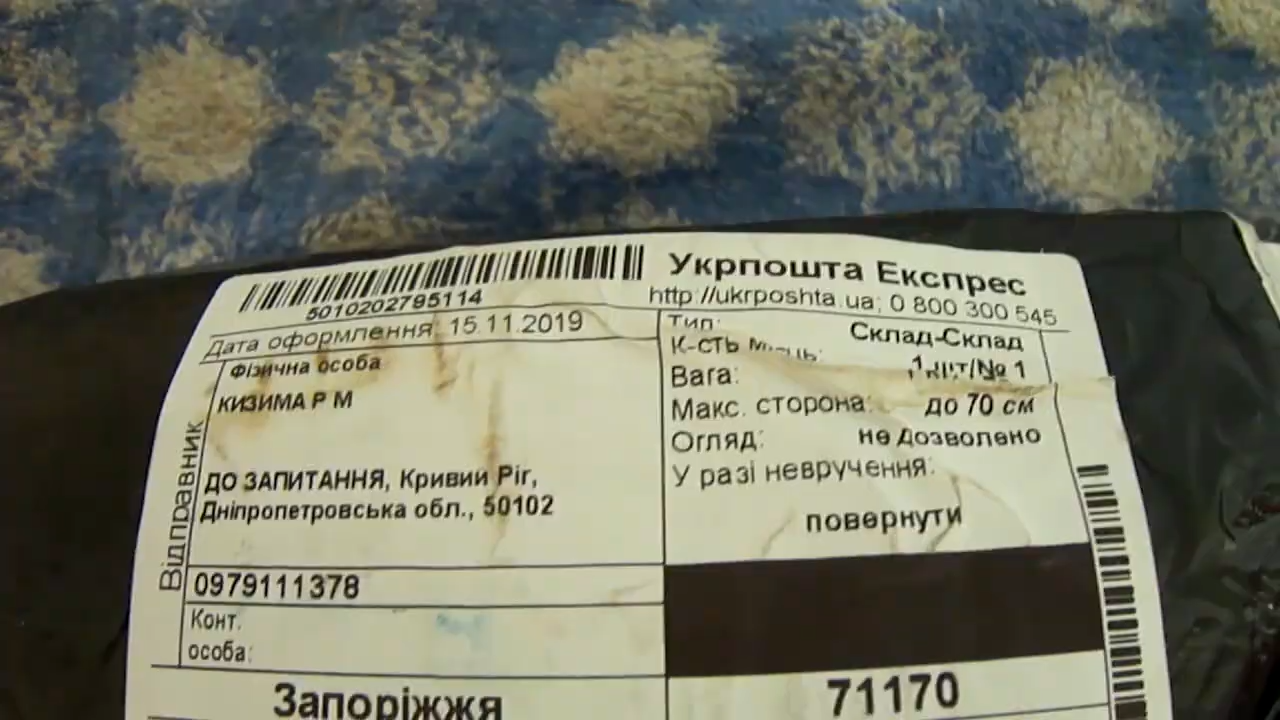 Укрпошта Експрес
5010202795114
http://ukrposhta.ua; 0 800 300 545
Дата оформлення: 15.11.2019
Відправник
Фізична особа
КИЗИМА Р М
ДО ЗАПИТАННЯ, Кривий Ріг,
Дніпропетровська обл., 50102
0979111378
Конт.
особа:
Тип: Склад-Склад
К-сть
Вага:
Макс. сторона: до 70 см
Огляд: не дозволено
У разі невручення:
повернути
Запоріжжя
71170